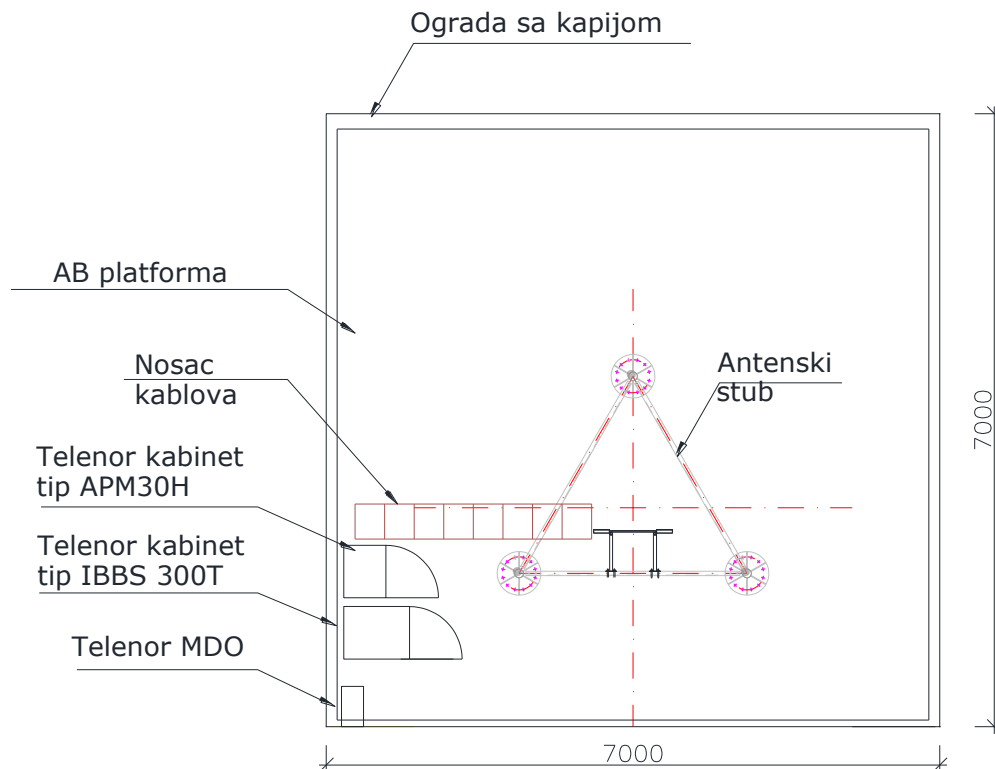 Ograda sa kapijom
AB platforma
Nosac
kablova
Antenski
stub
7000
Telenor kabinet
tip APM30H
Telenor kabinet
tip IBBS 300T
Telenor MDO
7000